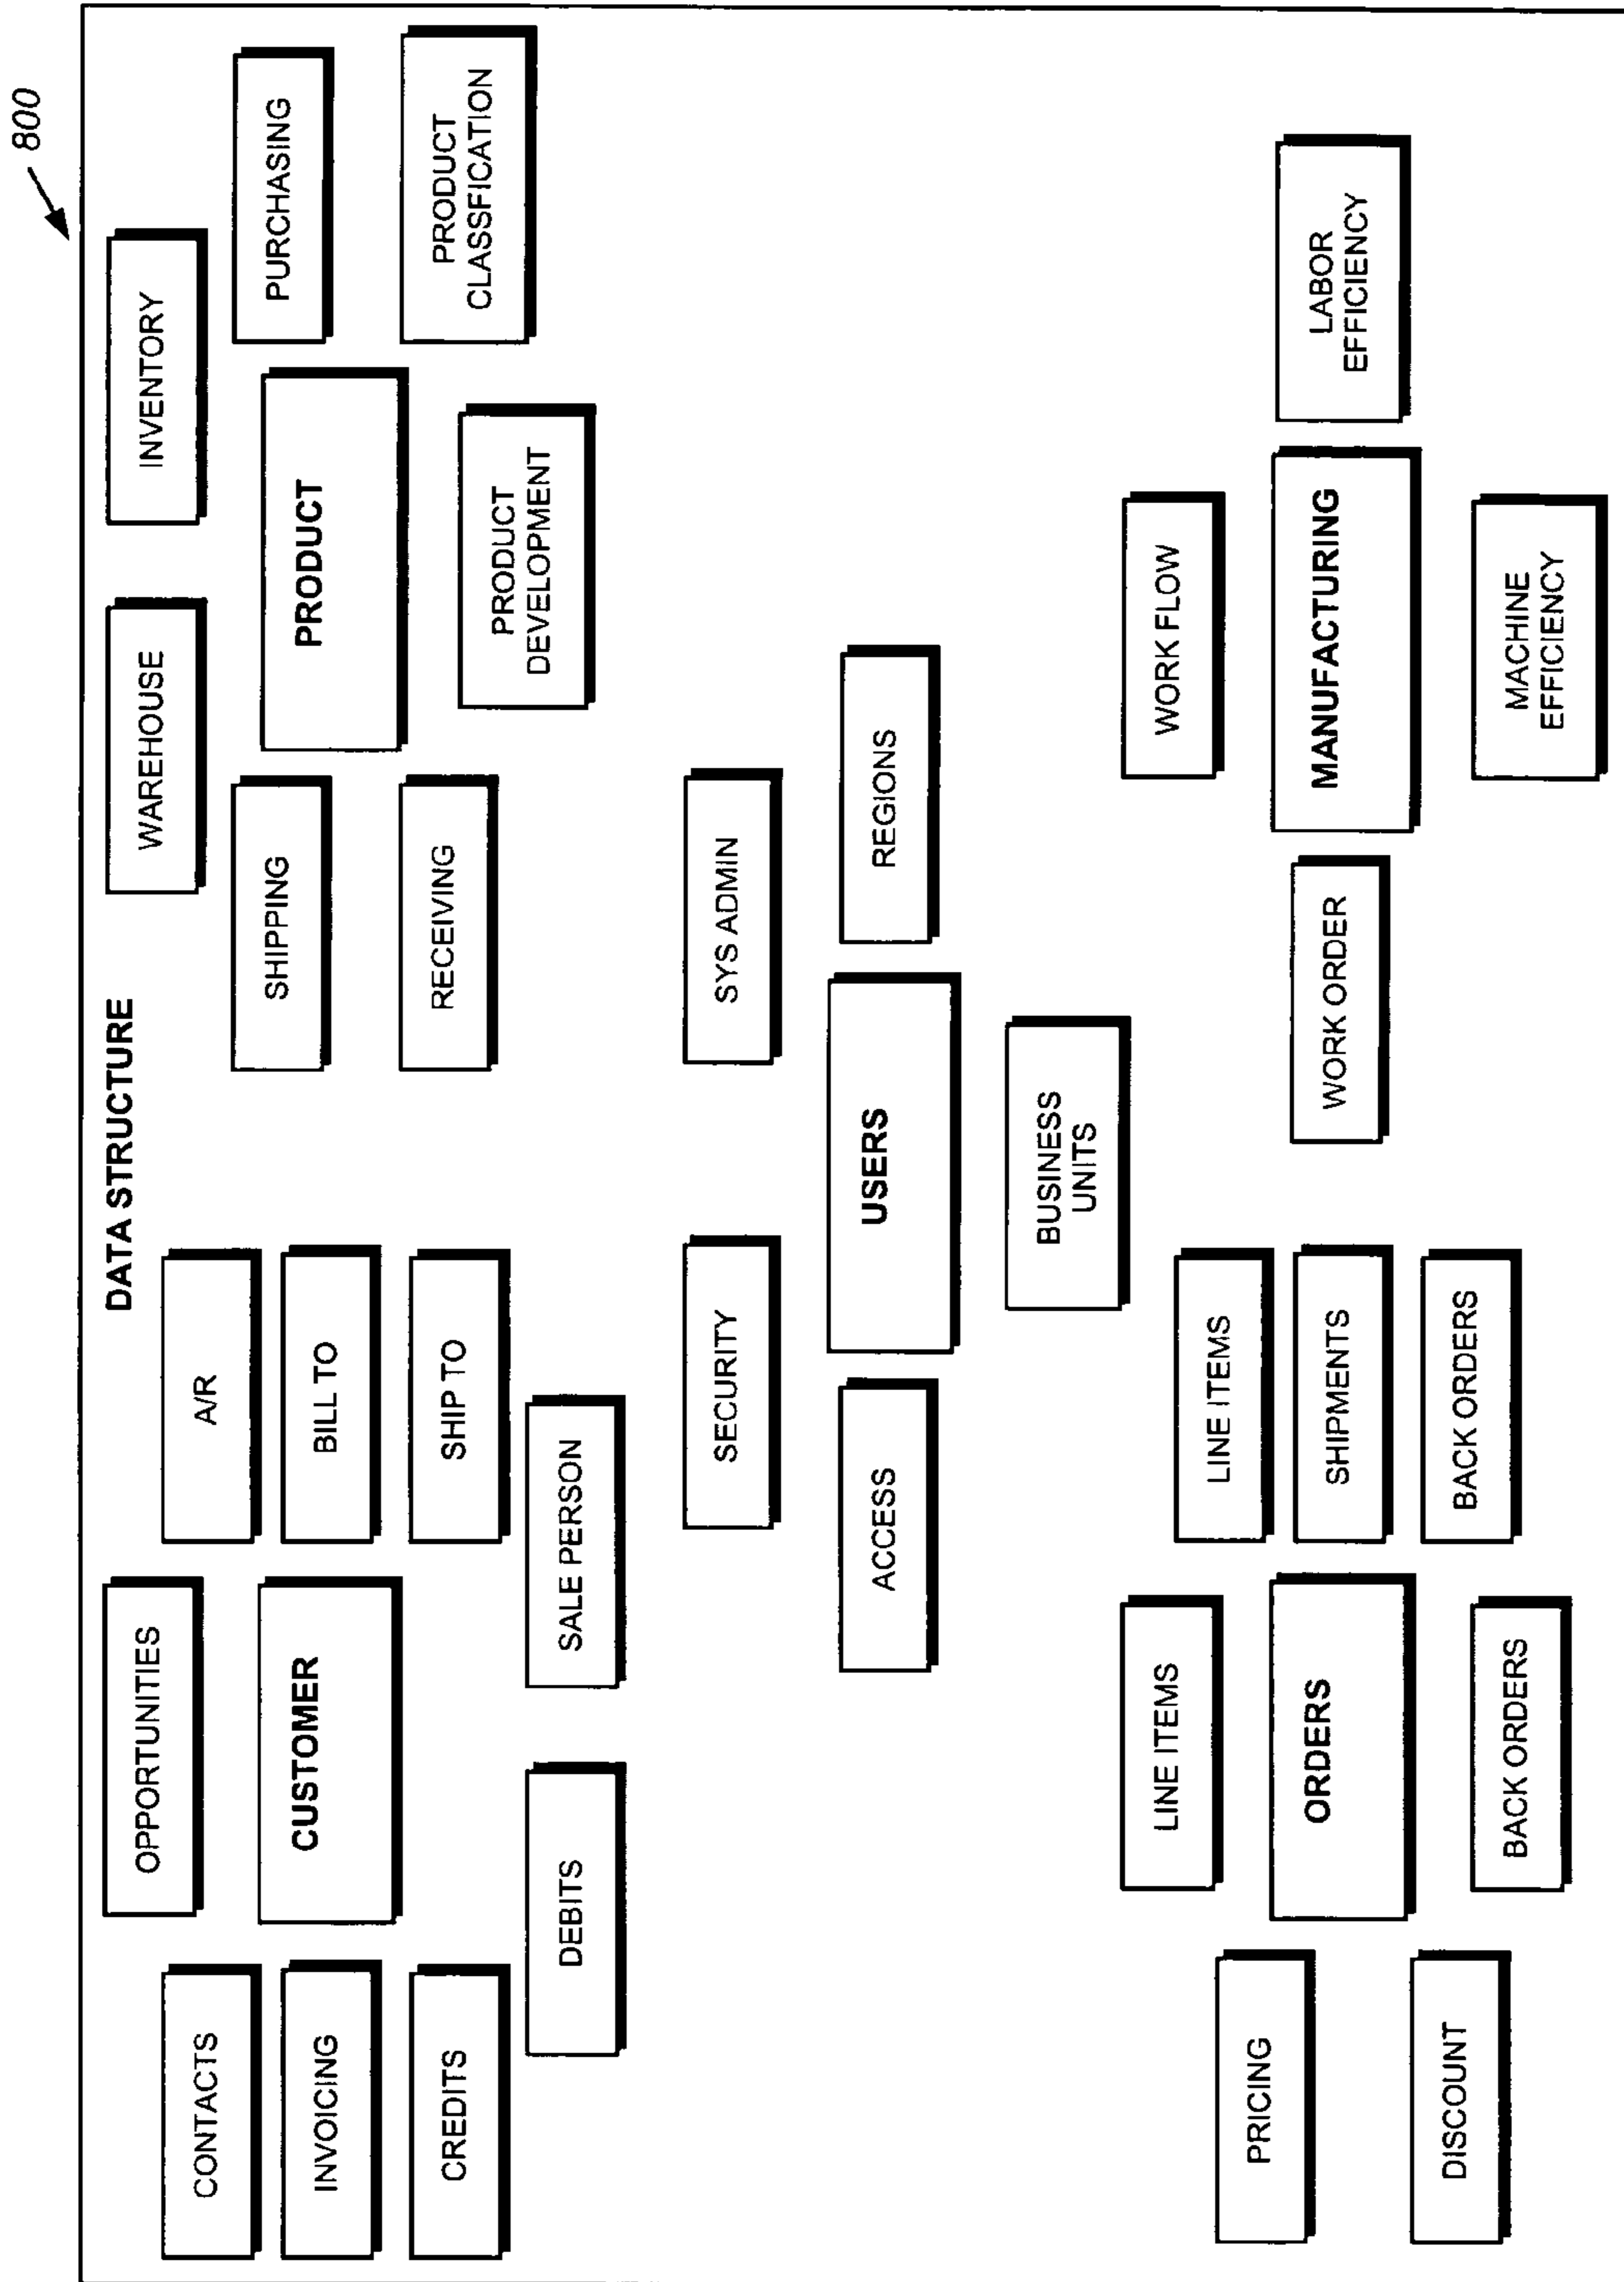 800
DATA STRUCTURE
OPPORTUNITIES
CONTACTS
INVOICING
CREDITS
CUSTOMER
A/R
BILL TO
SHIP TO
DEBITS
SALE PERSON
WAREHOUSE
INVENTORY
SHIPPING
RECEIVING
PRODUCT
PURCHASING
PRODUCT
CLASSFICATION
PRODUCT
DEVELOPMENT
SECURITY
SYS ADMIN
ACCESS
USERS
REGIONS
BUSINESS
UNITS
LINE ITEMS
PRICING
DISCOUNT
ORDERS
LINE ITEMS
SHIPMENTS
BACK ORDERS
BACK ORDERS
WORK FLOW
WORK ORDER
MANUFACTURING
LABOR
EFFICIENCY
MACHINE
EFFICIENCY